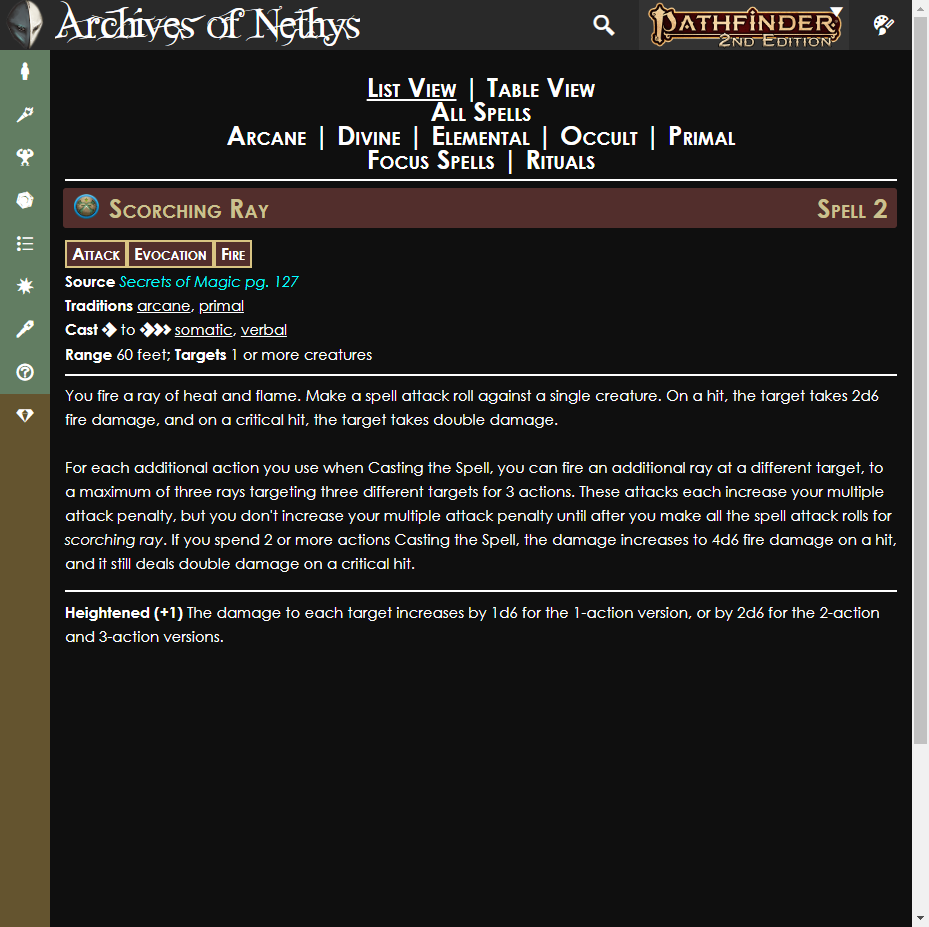 Archives of Nethys
PATHFINDER
2ND EDITION
List View | Table View
All Spells
Arcane | Divine | Elemental | Occult | Primal
Focus Spells | Rituals
Scorching Ray Spell 2
Attack Evocation Fire
Source Secrets of Magic pg. 127
Traditions arcane, primal
Cast to somatic, verbal
Range 60 feet; Targets 1 or more creatures
You fire a ray of heat and flame. Make a spell attack roll against a single creature. On a hit, the target takes 2d6
fire damage, and on a critical hit, the target takes double damage.
For each additional action you use when Casting the Spell, you can fire an additional ray at a different target, to
a maximum of three rays targeting three different targets for 3 actions. These attacks each increase your multiple
attack penalty, but you don't increase your multiple attack penalty until after you make all the spell attack rolls for
scorching ray. If you spend 2 or more actions Casting the Spell, the damage increases to 4d6 fire damage on a hit,
and it still deals double damage on a critical hit.
Heightened (+1) The damage to each target increases by 1d6 for the 1-action version, or by 2d6 for the 2-action
and 3-action versions.